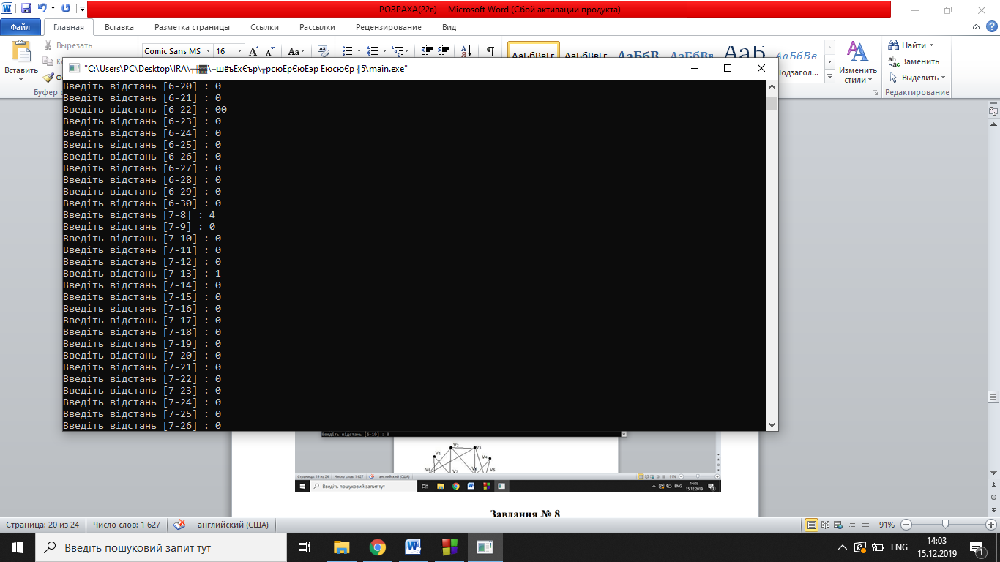 РОЗРАХА(22в) - Microsoft Word (Сбой активации продукта)
Файл Главная Вставка Разметка страницы Ссылки Рассылки Рецензирование Вид
Вставить
Вырезать
Comic Sans MS 16
АаБбВвГг АаБбВвГг АаБбВ АаБбВв АаБ АаБбВв.
Подзагол...
Изменить стили
Найти
Заменить
Выделить
Редактирование
Буфер
"C:\Users\PC\Desktop\IRA\
\main.exe"
Введіть відстань [6-20] : 0
Введіть відстань [6-21] : 0
Введіть відстань [6-22] : 00
Введіть відстань [6-23] : 0
Введіть відстань [6-24] : 0
Введіть відстань [6-25] : 0
Введіть відстань [6-26] : 0
Введіть відстань [6-27] : 0
Введіть відстань [6-28] : 0
Введіть відстань [6-29] : 0
Введіть відстань [6-30] : 0
Введіть відстань [7-8] : 4
Введіть відстань [7-9] : 0
Введіть відстань [7-10] : 0
Введіть відстань [7-11] : 0
Введіть відстань [7-12] : 0
Введіть відстань [7-13] : 1
Введіть відстань [7-14] : 0
Введіть відстань [7-15] : 0
Введіть відстань [7-16] : 0
Введіть відстань [7-17] : 0
Введіть відстань [7-18] : 0
Введіть відстань [7-19] : 0
Введіть відстань [7-20] : 0
Введіть відстань [7-21] : 0
Введіть відстань [7-22] : 0
Введіть відстань [7-23] : 0
Введіть відстань [7-24] : 0
Введіть відстань [7-25] : 0
Введіть відстань [7-26] : 0
Введіть відстань [6-19] : 0
V1 V2 V3 V4 V5
V7
Страница: 19 из 24 Число слов: 1 627 английский (США) 91%
Введіть пошуковий запит тут
ENG 14:03
15.12.2019
Завдання № 8
Страница: 20 из 24 Число слов: 1 627 английский (США) 91%
Введіть пошуковий запит тут
ENG 14:03
15.12.2019
1